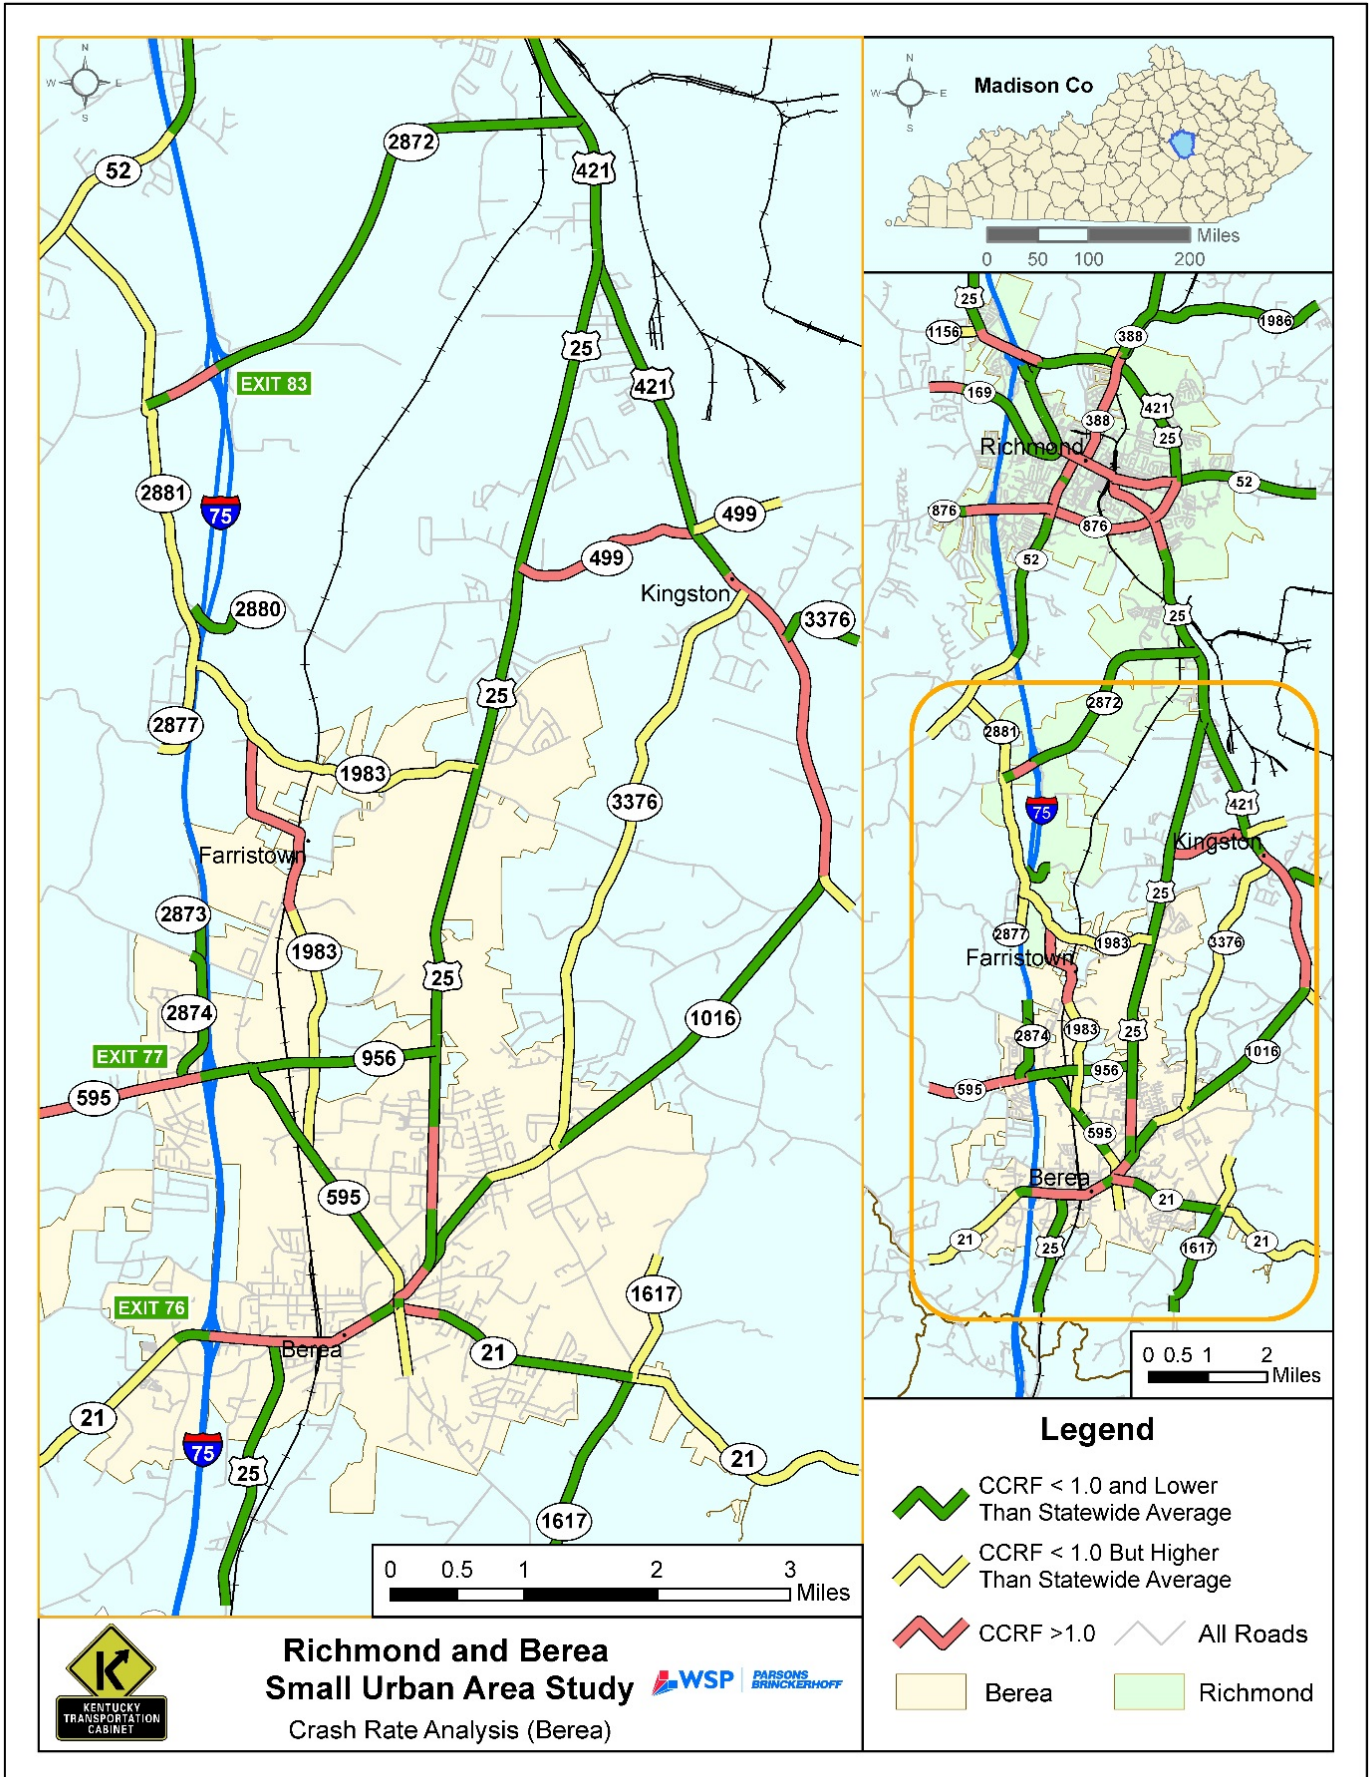 N
W E
S
52
2872
421
25
421
EXIT 83
2881
75
499
499
Kingston
2880
3376
25
2877
1983
3376
Farristown
2873
1983
25
2874
1016
EXIT 77
956
595
595
1617
EXIT 76
Berea
21
21
75
25
21
1617
0 0.5 1 2 3
Miles
N
W E
S
Madison Co
Miles
0 50 100 200
25
1156
388
1986
169
388
421
Richmond
25
52
876
876
52
25
2872
2881
75
421
Kingston
25
2877
1983
3376
Farristown
2874
1983
25
956
1016
595
595
Berea
21
21
25
1617
21
0 0.5 1 2
Miles
Legend
CCRF < 1.0 and Lower
Than Statewide Average
CCRF < 1.0 But Higher
Than Statewide Average
CCRF >1.0
All Roads
Berea
Richmond
K
KENTUCKY
TRANSPORTATION
CABINET
Richmond and Berea
Small Urban Area Study
Crash Rate Analysis (Berea)
WSP
PARSONS
BRINCKERHOFF